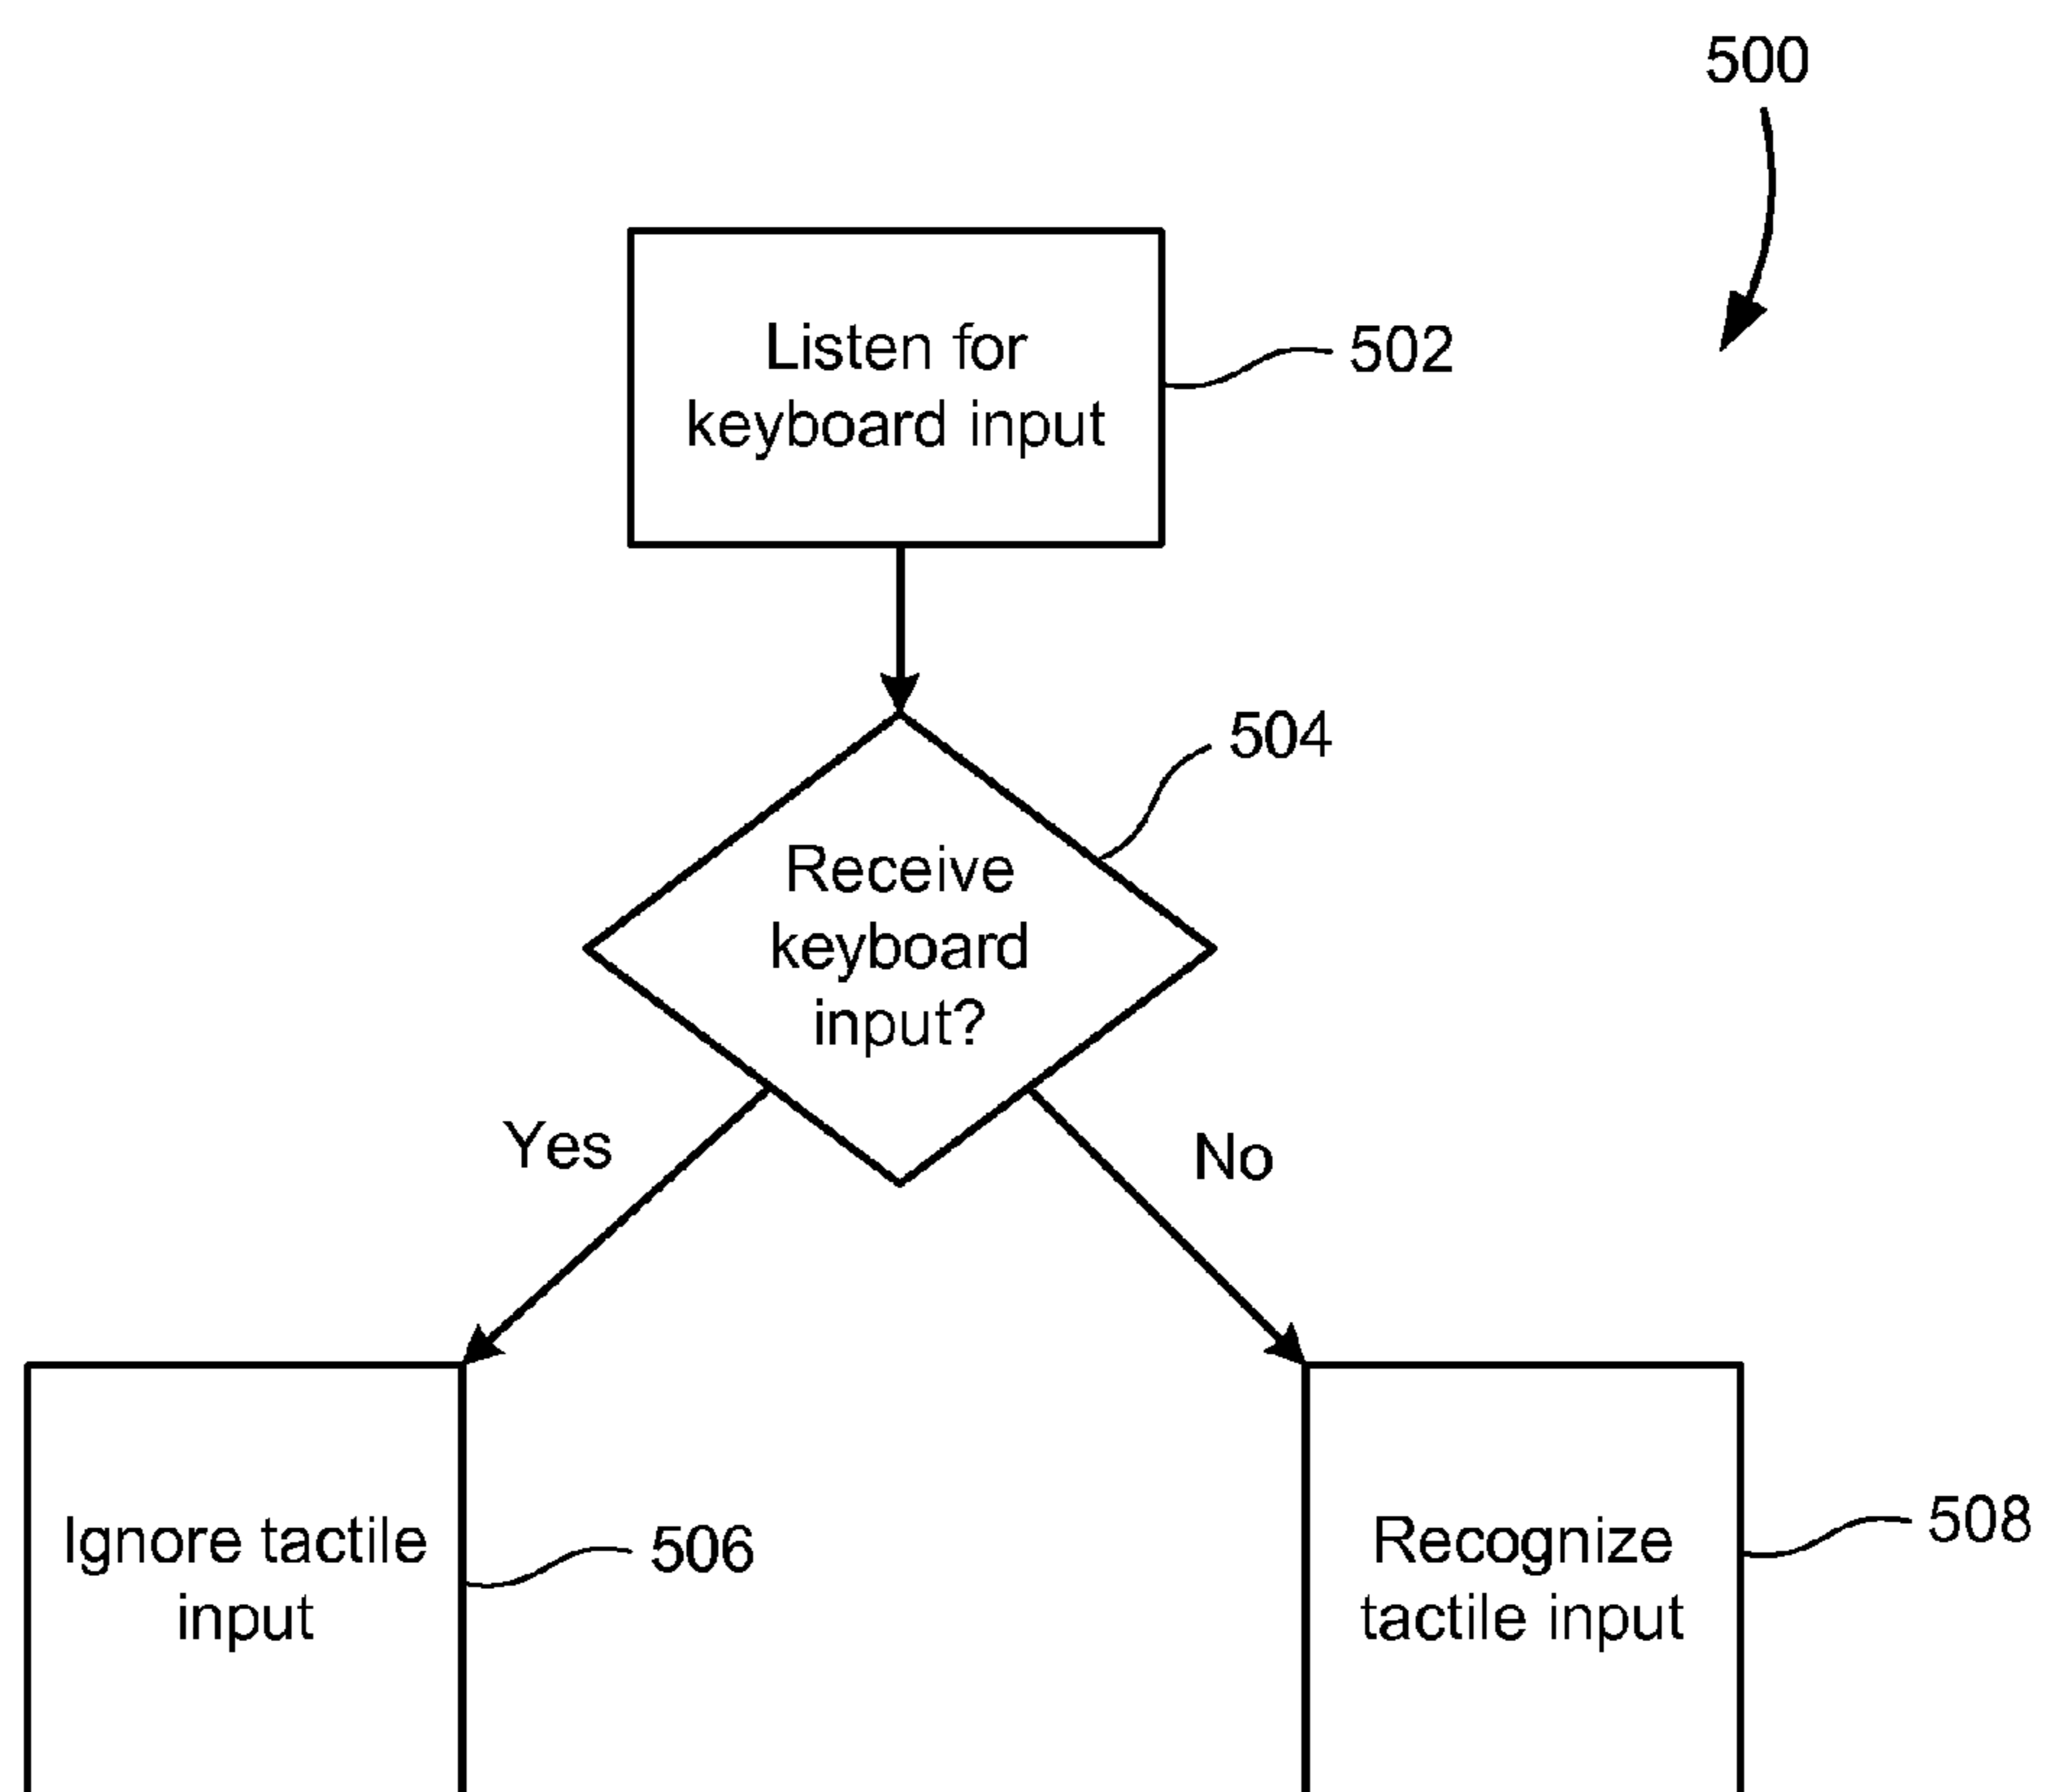 500
Listen for
keyboard input
502
504
Receive
keyboard
input?
Yes
No
Ignore tactile
input
506
Recognize
tactile input
508